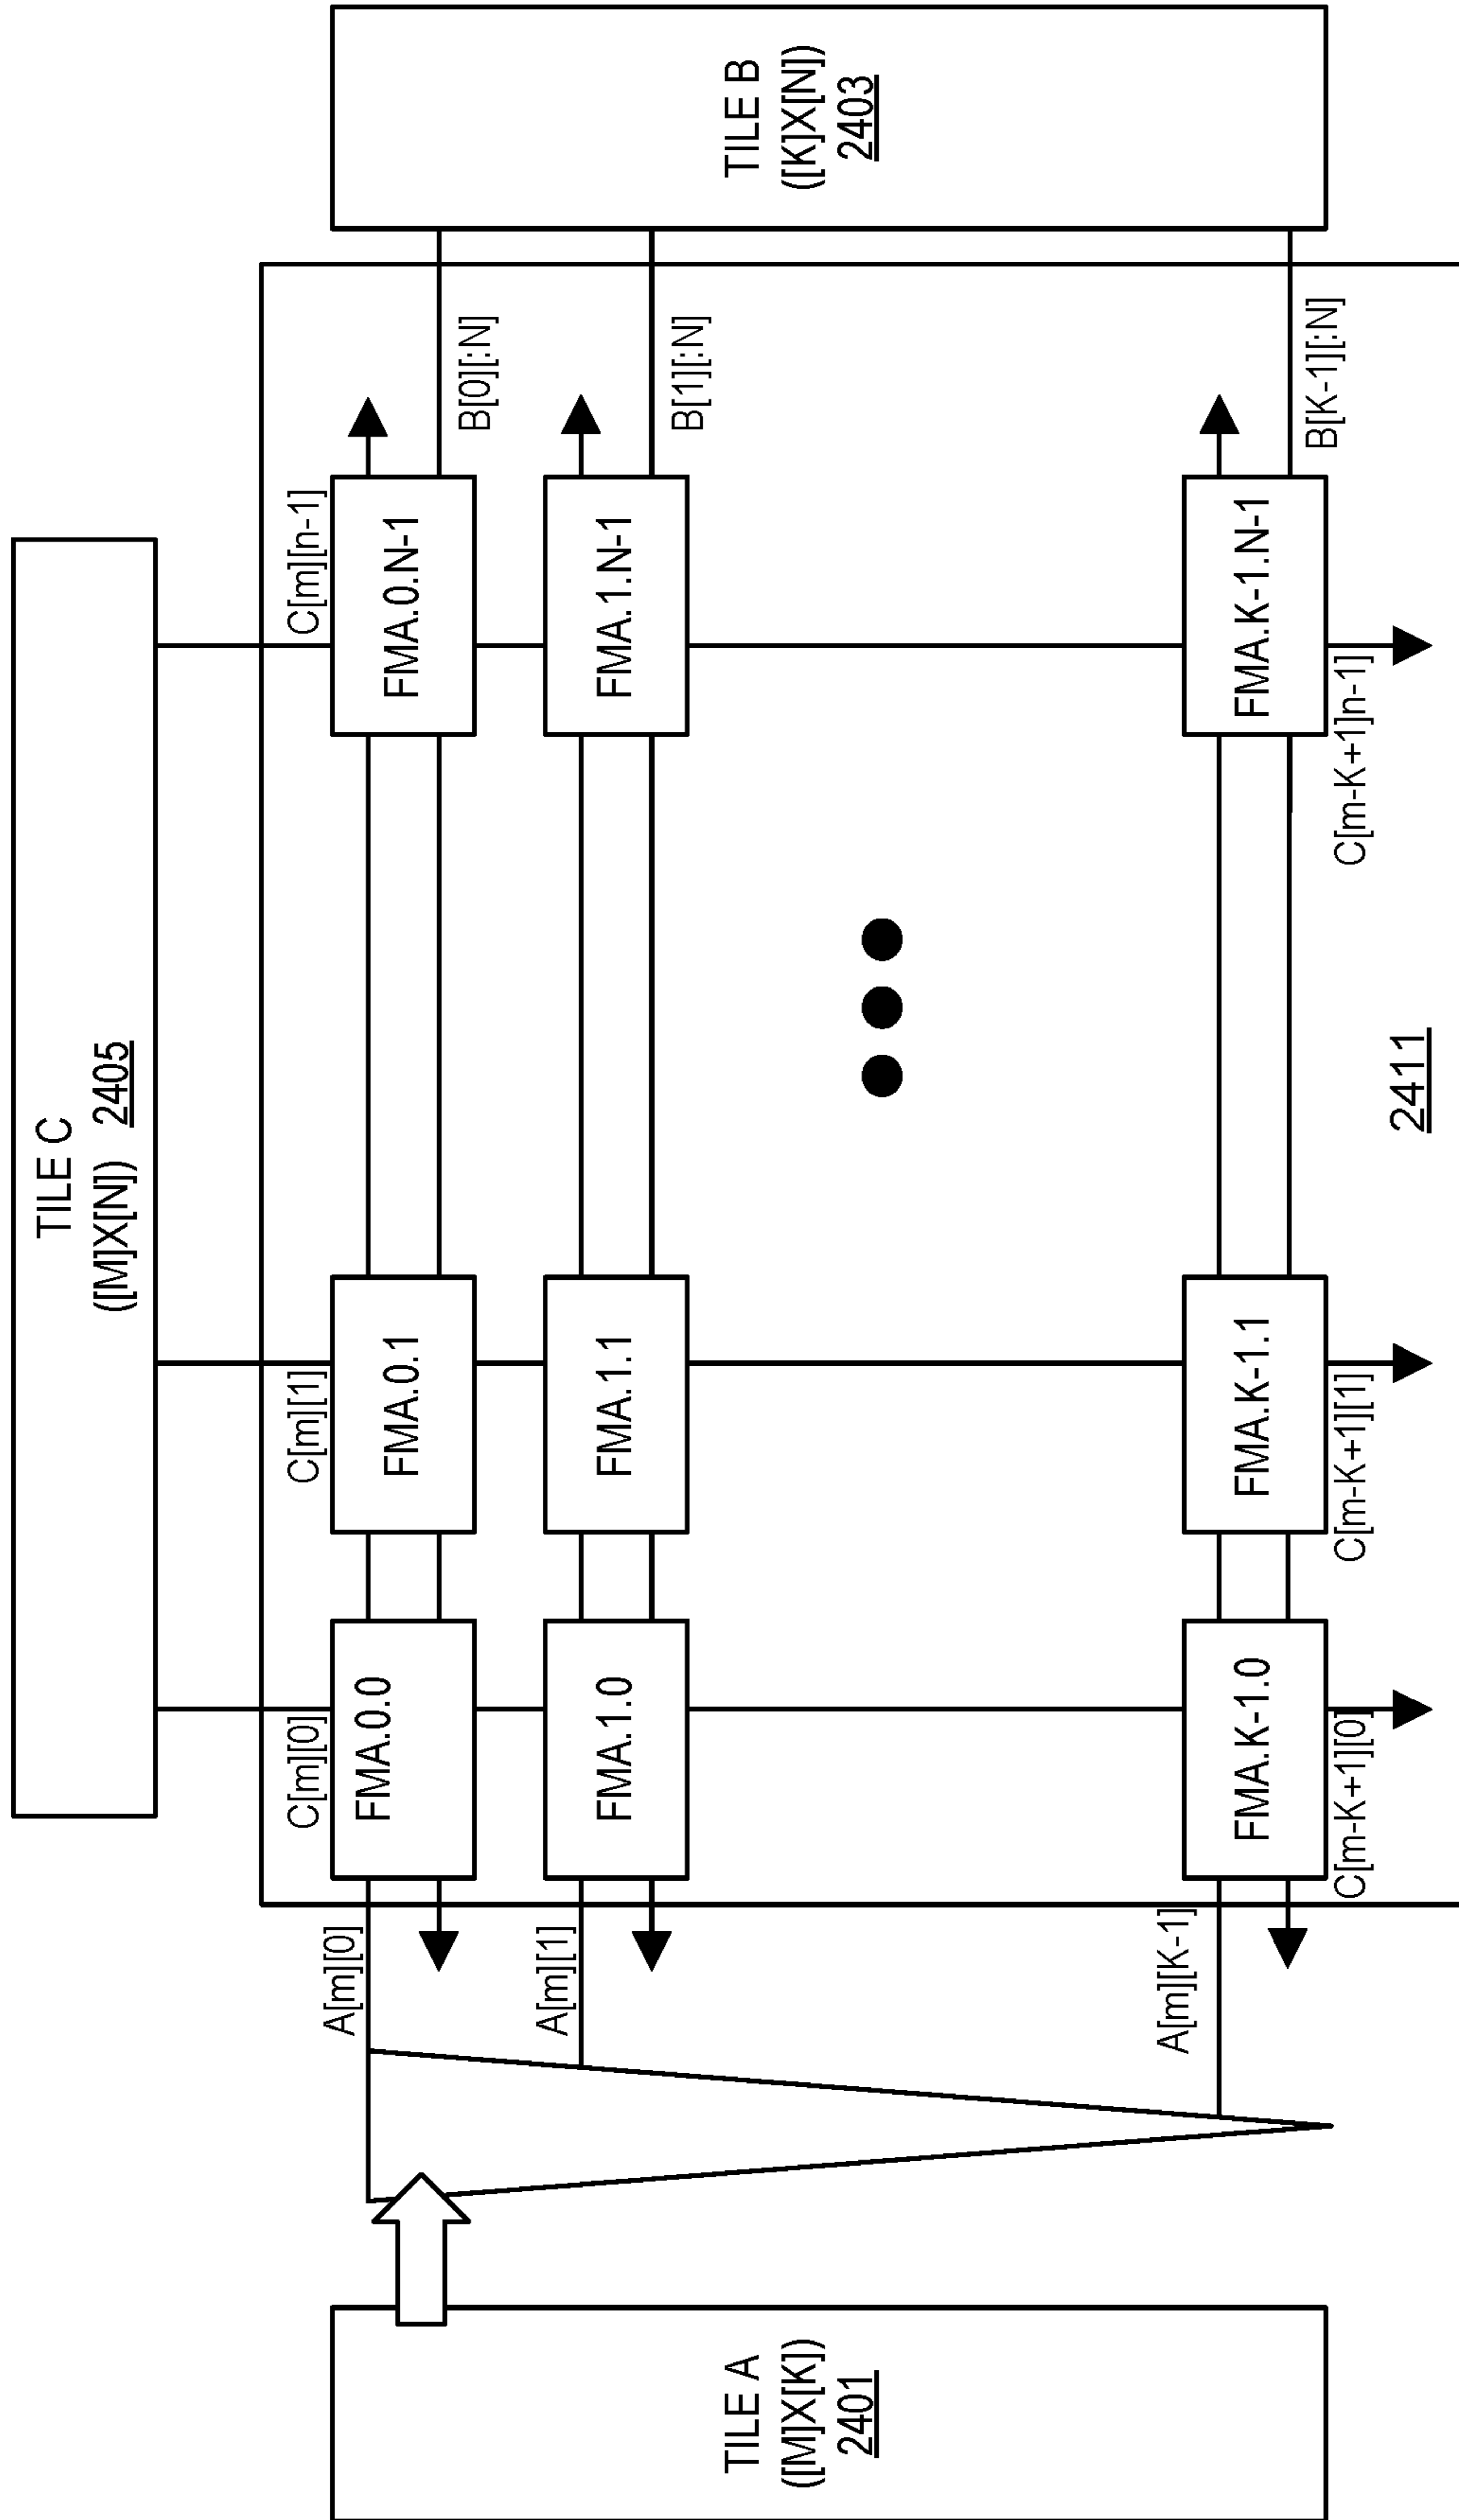 TILE C
([M]X[N]) 2405
TILE A
([M]X[K])
2401
TILE B
([K]X[N])
2403
C[m][0]
C[m][1]
C[m][n-1]
A[m][0]
FMA.0.0
FMA.0.1
FMA.0.N-1
B[0][:N]
A[m][1]
FMA.1.0
FMA.1.1
FMA.1.N-1
B[1][:N]
A[m][K-1]
FMA.K-1.0
FMA.K-1.1
FMA.K-1.N-1
B[K-1][:N]
C[m-K+1][0]
C[m-K+1][1]
C[m-K+1]n-1]
2411